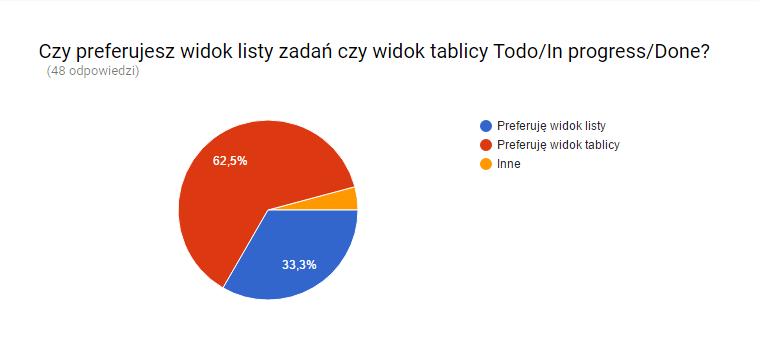 Czy preferujesz widok listy zadań czy widok tablicy Todo/In progress/Done?
(48 odpowiedzi)
Preferuję widok listy
Preferuję widok tablicy
Inne
62,5%
33,3%